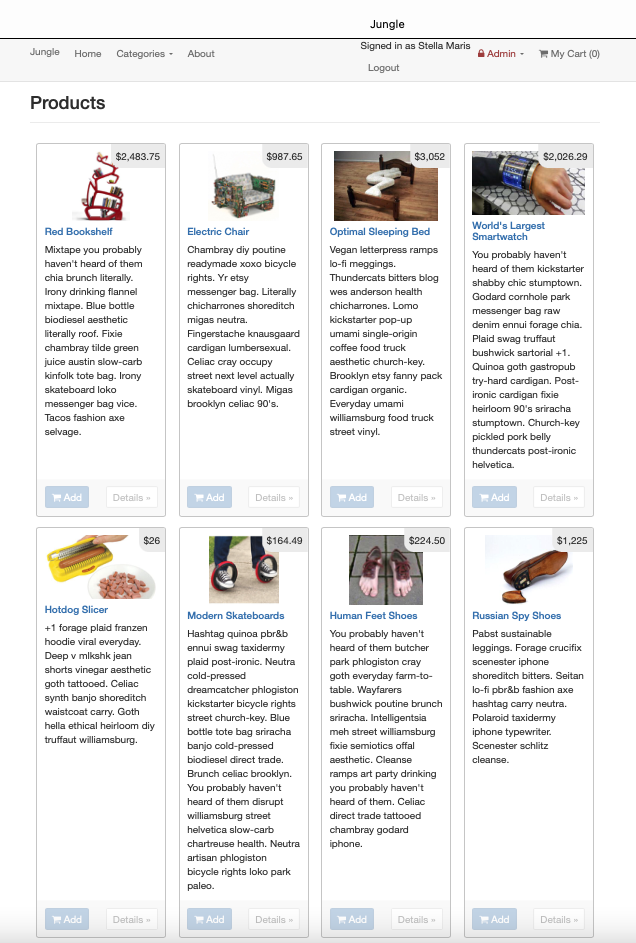 Jungle
Jungle
Home
Categories
About
Signed in as Stella Maris
Logout
Admin
My Cart (0)
Products
$2,483.75
Red Bookshelf
Mixtape you probably
haven't heard of them
chia brunch literally.
Irony drinking flannel
mixtape. Blue bottle
biodiesel aesthetic
literally roof. Fixie
chambray tilde green
juice austin slow-carb
kinfolk tote bag. Irony
skateboard loko
messenger bag vice.
Tacos fashion axe
selvage.
Add
Details »
$987.65
Electric Chair
Chambray diy poutine
readymade xoxo bicycle
rights. Yr etsy
messenger bag. Literally
chicharrones shoreditch
migas neutra.
Fingerstache knausgaard
cardigan lumbersexual.
Celiac cray occupy
street next level actually
skateboard vinyl. Migas
brooklyn celiac 90's.
Add
Details »
$3,052
Optimal Sleeping Bed
Vegan letterpress ramps
lo-fi meggings.
Thundercats bitters blog
wes anderson health
chicharrones. Lomo
kickstarter pop-up
umami single-origin
coffee food truck
aesthetic church-key.
Brooklyn etsy fanny pack
cardigan organic.
Everyday umami
williamsburg food truck
street vinyl.
Add
Details »
$2,026.29
World's Largest
Smartwatch
You probably haven't
heard of them kickstarter
shabby chic stumptown.
Godard cornhole park
messenger bag raw
denim ennui forage chia.
Plaid swag truffaut
bushwick sartorial +1.
Quinoa goth gastropub
try-hard cardigan. Post-
ironic cardigan fixie
heirloom 90's sriracha
stumptown. Church-key
pickled pork belly
thundercats post-ironic
helvetica.
Add
Details »
$26
Hotdog Slicer
+1 forage plaid franzen
hoodie viral everyday.
Deep v mlkshk jean
shorts vinegar aesthetic
goth tattooed. Celiac
synth banjo shoreditch
waistcoat carry. Goth
hella ethical heirloom diy
truffaut williamsburg.
Add
Details »
$164.49
Modern Skateboards
Hashtag quinoa pbr&b
ennui swag taxidermy
plaid post-ironic. Neutra
cold-pressed
dreamcatcher phlogiston
kickstarter bicycle rights
street church-key. Blue
bottle tote bag sriracha
banjo cold-pressed
biodiesel direct trade.
Brunch celiac brooklyn.
You probably haven't
heard of them disrupt
williamsburg street
helvetica slow-carb
chartreuse health. Neutra
artisan phlogiston
bicycle rights loko park
paleo.
Add
Details »
$224.50
Human Feet Shoes
You probably haven't
heard of them butcher
park phlogiston cray
goth everyday farm-to-
table. Wayfarers
bushwick poutine brunch
sriracha. Intelligentsia
meh street williamsburg
fixie semiotics offal
aesthetic. Cleanse
ramps art party drinking
you probably haven't
heard of them. Celiac
direct trade tattooed
chambray godard
iphone.
Add
Details »
$1,225
Russian Spy Shoes
Pabst sustainable
leggings. Forage crucifix
scenester iphone
shoreditch bitters. Seitan
lo-fi pbr&b fashion axe
hashtag carry neutra.
Polaroid taxidermy
iphone typewriter.
Scenester schlitz
cleanse.
Add
Details »